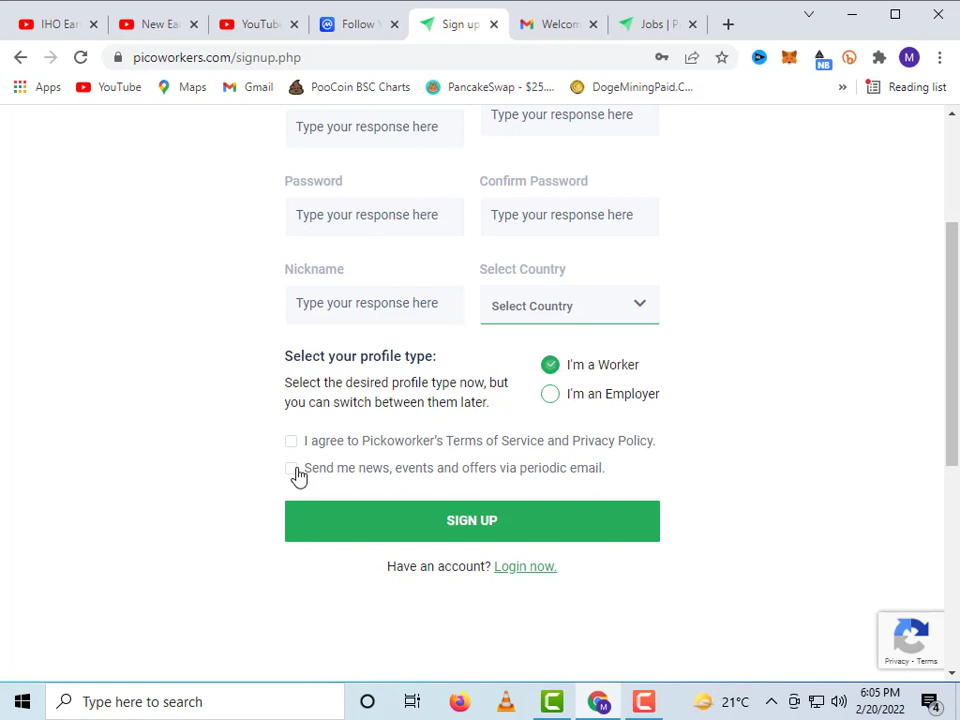 IHO Ear
New Ea
YouTube
Follow
Sign up
Welcom
Jobs | P
picoworkers.com/signup.php
NB
M
Apps
YouTube
Maps
Gmail
PooCoin BSC Charts
PancakeSwap - $25....
DogeMiningPaid.C...
»
Reading list
Type your response here
Type your response here
Password
Confirm Password
Type your response here
Type your response here
Nickname
Select Country
Type your response here
Select Country
Select your profile type:
Select the desired profile type now, but
you can switch between them later.
I'm a Worker
I'm an Employer
I agree to Pickoworker's Terms of Service and Privacy Policy.
Send me news, events and offers via periodic email.
SIGN UP
Have an account? Login now.
Privacy - Terms
Type here to search
21°C
6:05 PM
2/20/2022
4